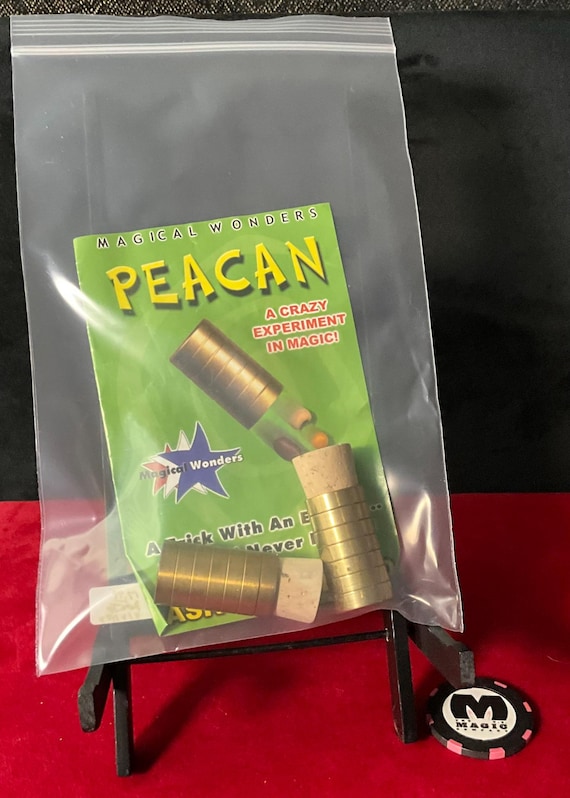 MAGICAL WONDERS
PEACAN
A CRAZY
EXPERIMENT
IN MAGIC!
Magical Wonders
A Trick With An
Never
M
MAGIC